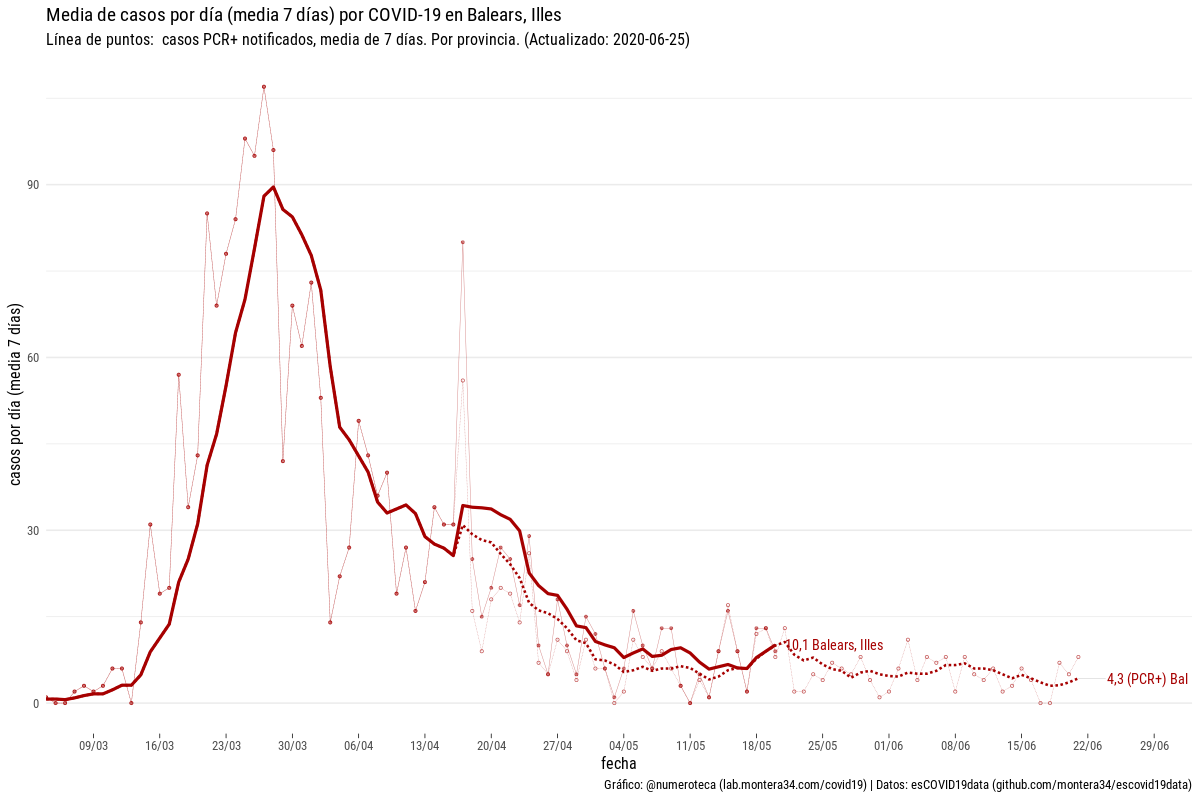 Media de casos por día (media 7 días) por COVID-19 en Balears, Illes
Línea de puntos:  casos PCR+ notificados, media de 7 días. Por provincia. (Actualizado: 2020-06-25)
casos por día (media 7 días)
90
60
30
0
10,1 Balears, Illes
4,3 (PCR+) Bal
09/03 16/03 23/03 30/03 06/04 13/04 20/04 27/04 04/05 11/05 18/05 25/05 01/06 08/06 15/06 22/06 29/06
fecha
Gráfico: @numeroteca (lab.montera34.com/covid19) | Datos: esCOVID19data (github.com/montera34/escovid19data)